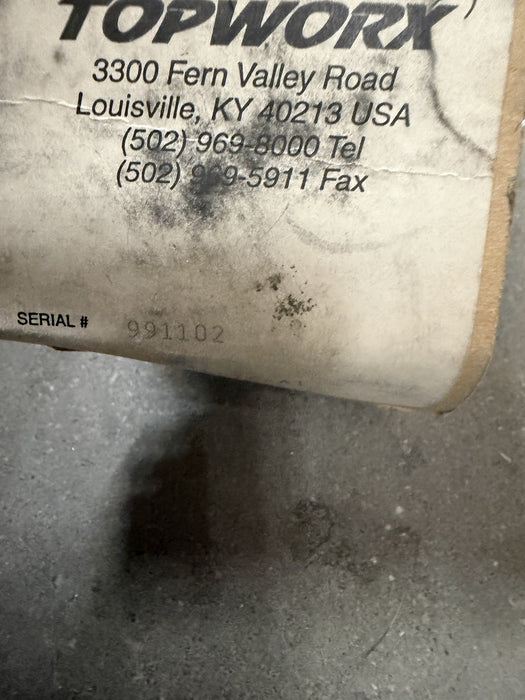 TOPWORX
3300 Fern Valley Road
Louisville, KY 40213 USA
(502) 969-8000 Tel
(502) 969-5911 Fax
SERIAL # 991102